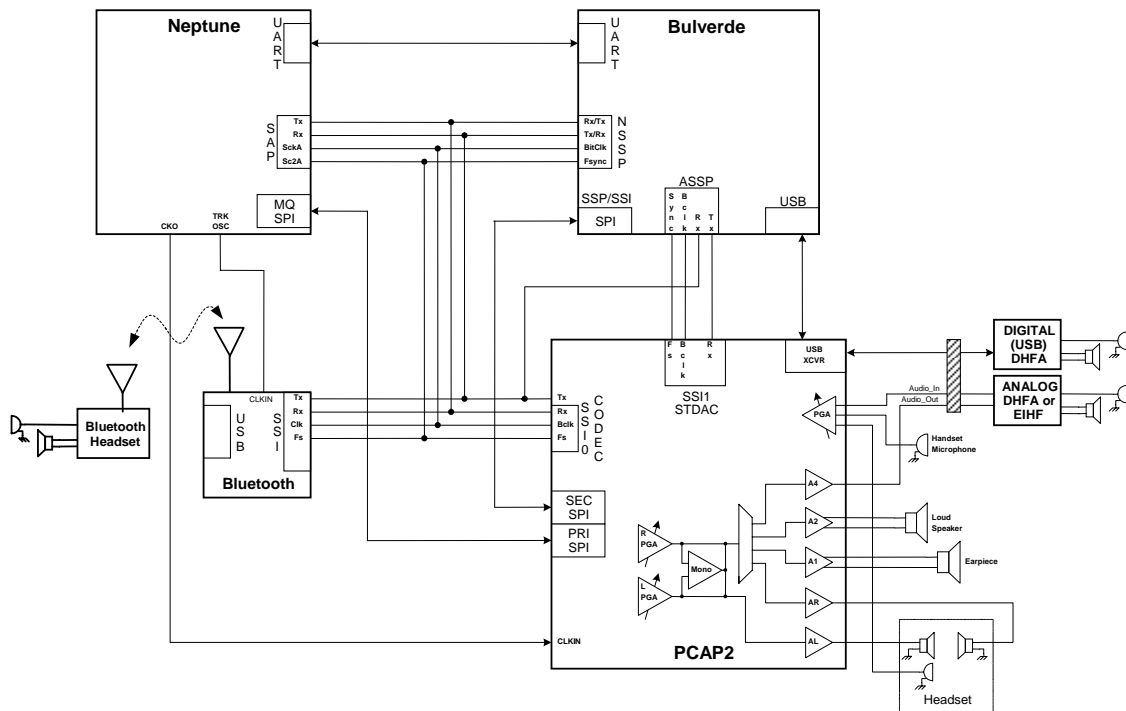 Neptune
UART
Bulverde
UART
SAP
Tx
Rx
SckA
Sc2A
Rx/Tx
Tx/Rx
BitClk
Fsync
NSSP
MQ
SPI
CKO
TRK
OSC
SSP/SSI
SPI
ASSP
Sync
Bclk
Rx
Tx
USB
Bluetooth
Headset
CLKIN
USB
SSI
Tx
Rx
Clk
Fs
Bluetooth
Tx
Rx
Bclk
Fs
SSI0
CODEC
Fs
Bclk
Rx
SSI1
STDAC
USB
XCVR
SEC
SPI
PRI
SPI
CLKIN
PCAP2
R
PGA
L
PGA
Mono
PGA
A4
A2
A1
AR
AL
Audio_In
Audio_Out
DIGITAL
(USB)
DHFA
ANALOG
DHFA or
EIHF
Handset
Microphone
Loud
Speaker
Earpiece
Headset